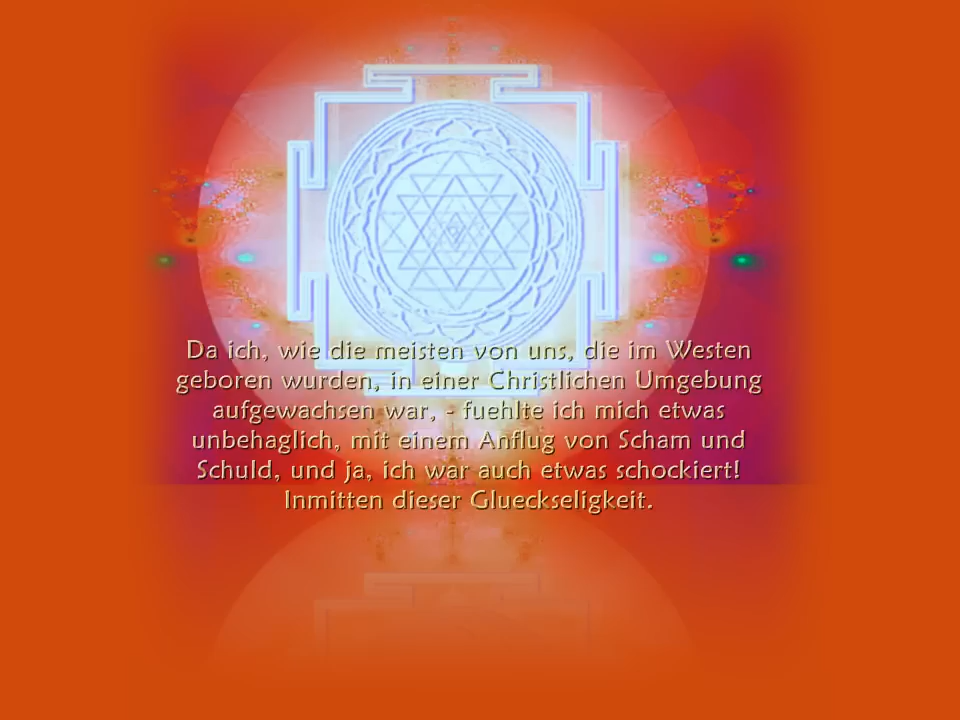 Da ich, wie die meisten von uns, die im Westen
geboren wurden, in einer Christlichen Umgebung
aufgewachsen war, - fuehlte ich mich etwas
unbehaglich, mit einem Anflug von Scham und
Schuld, und ja, ich war auch etwas schockiert!
Inmitten dieser Glueckseligkeit.